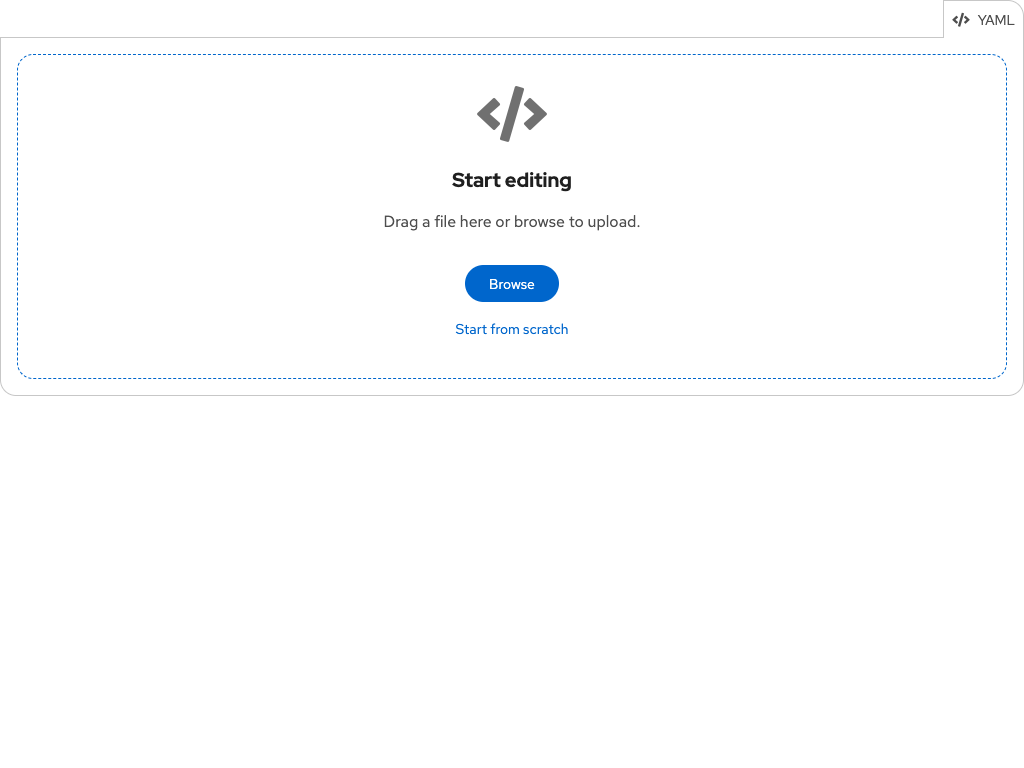 YAML
Start editing
Drag a file here or browse to upload.
Browse
Start from scratch